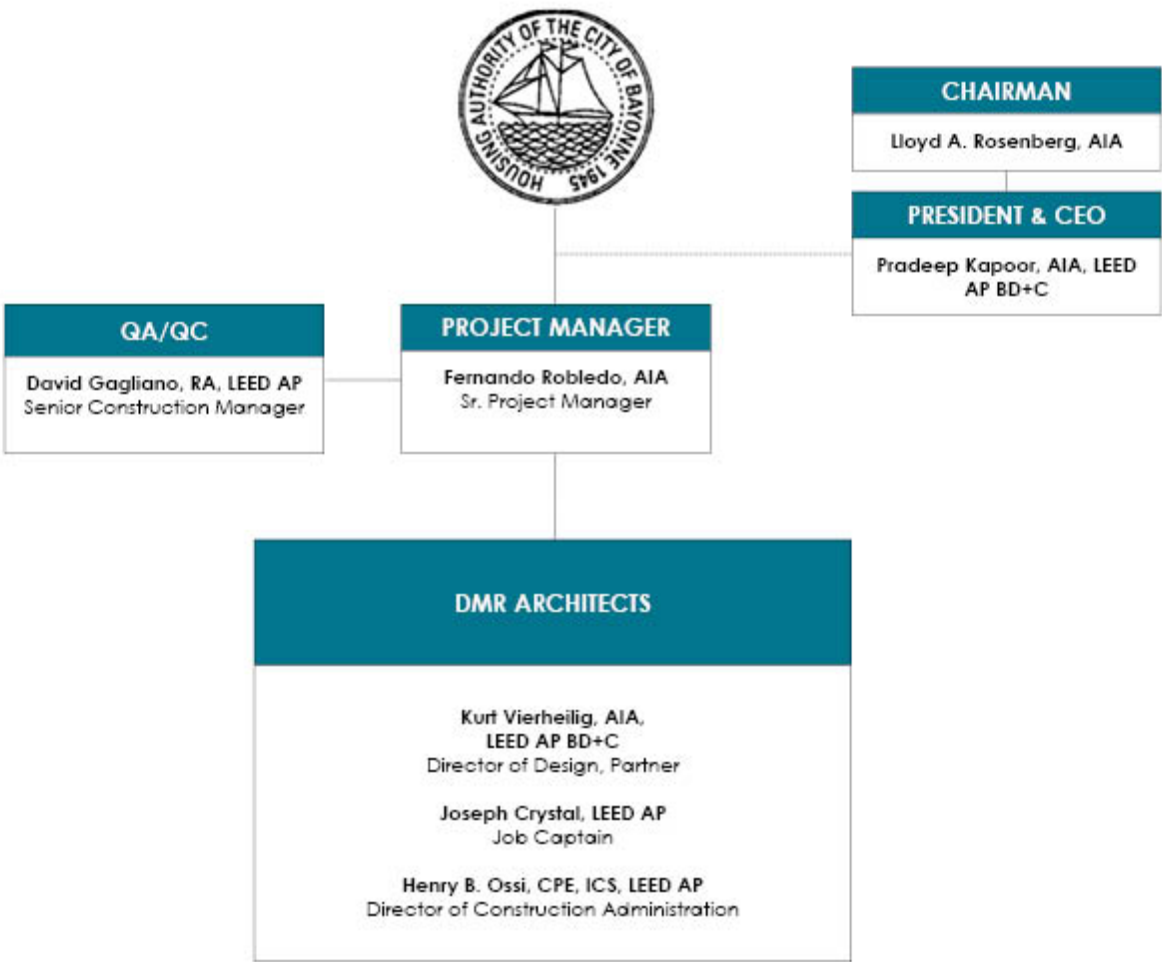 HOUSING AUTHORITY OF THE CITY OF BAYONNE 1945
CHAIRMAN
Lloyd A. Rosenberg, AIA
PRESIDENT & CEO
Pradeep Kapoor, AIA, LEED
AP BD+C
QA/QC
David Gagliano, RA, LEED AP
Senior Construction Manager
PROJECT MANAGER
Fernando Robledo, AIA
Sr. Project Manager
DMR ARCHITECTS
Kurt Vierheilig, AIA,
LEED AP BD+C
Director of Design, Partner
Joseph Crystal, LEED AP
Job Captain
Henry B. Ossi, CPE, ICS, LEED AP
Director of Construction Administration